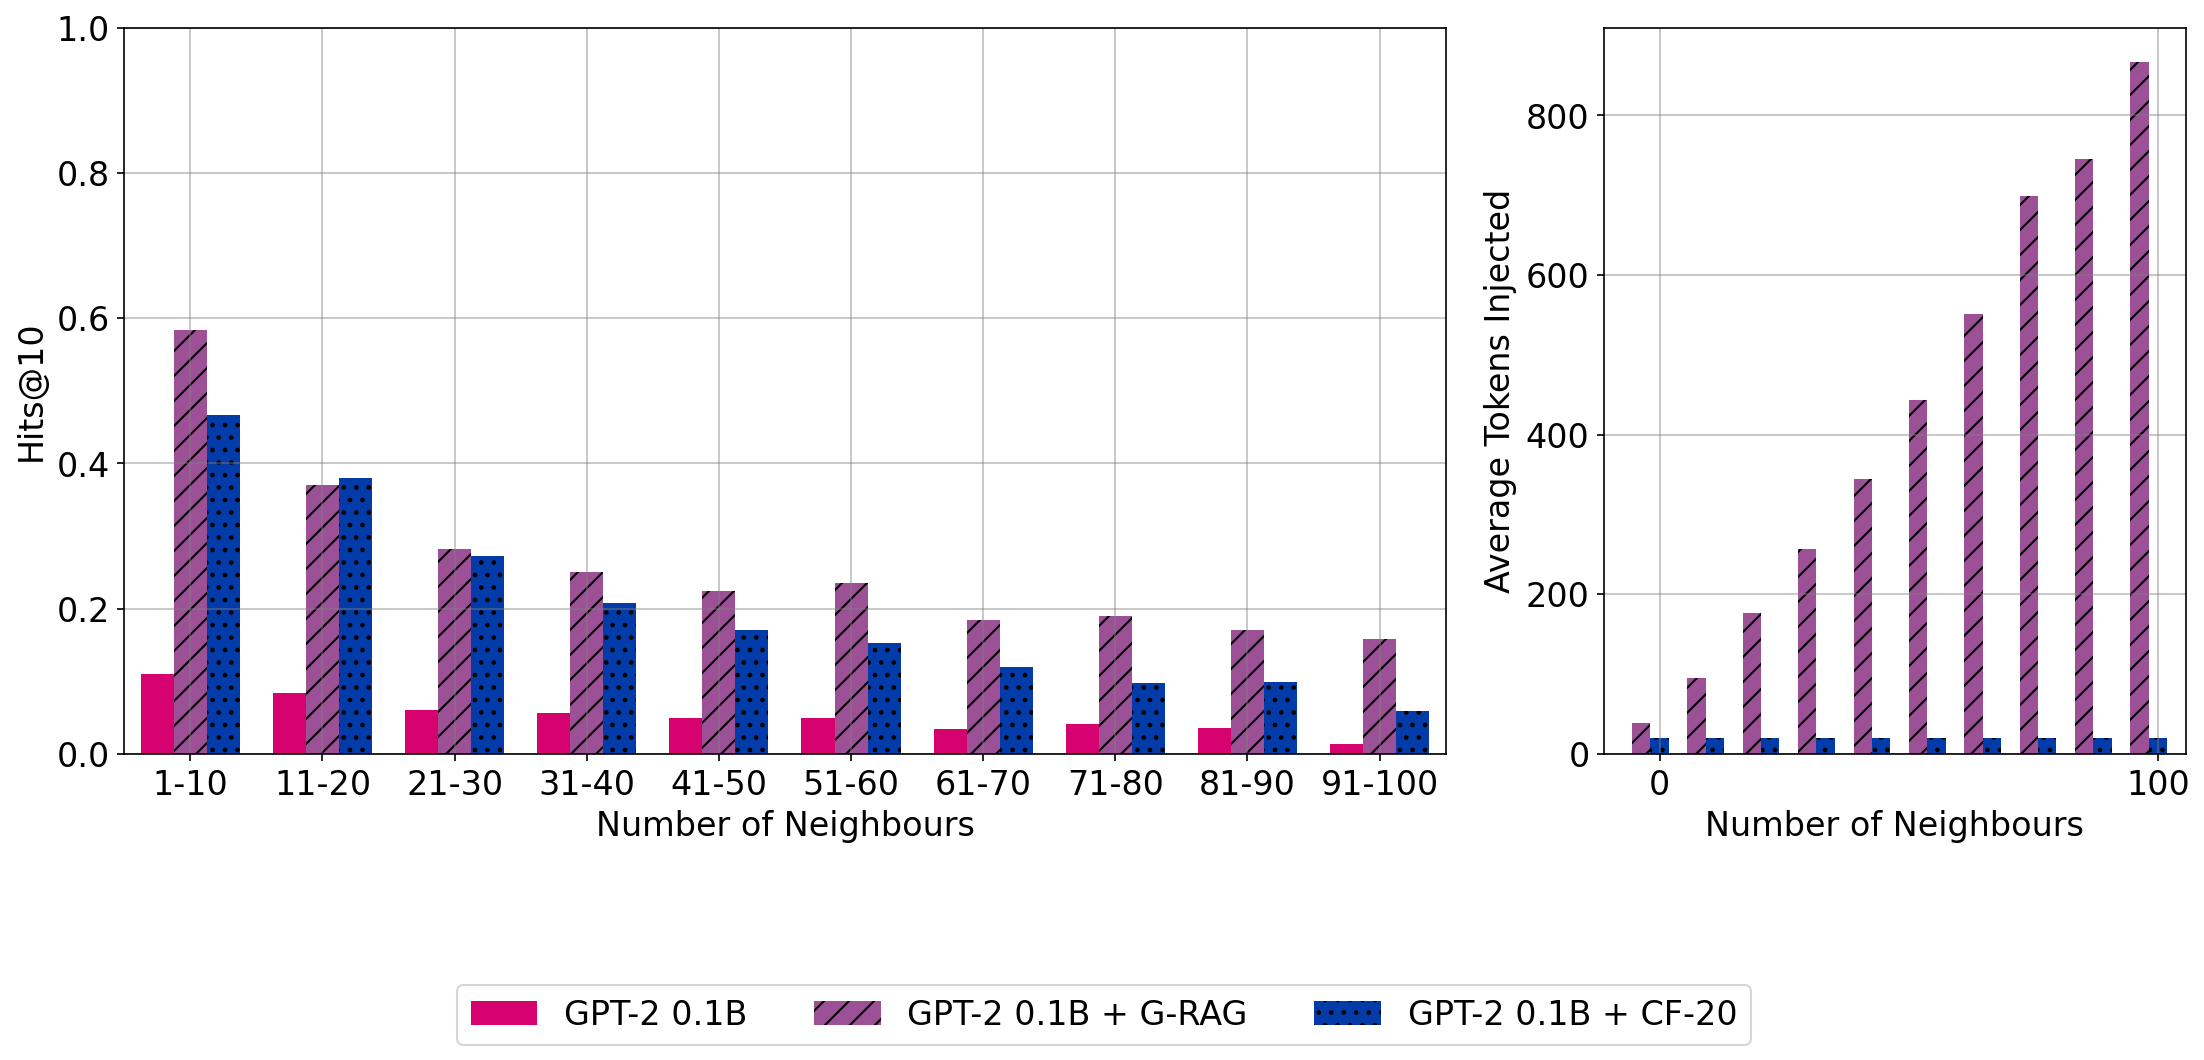 1.0
0.8
0.6
0.4
0.2
0.0
Hits@10
1-10 11-20 21-30 31-40 41-50 51-60 61-70 71-80 81-90 91-100
Number of Neighbours
800
600
400
200
0
Average Tokens Injected
0 100
Number of Neighbours
GPT-2 0.1B GPT-2 0.1B + G-RAG GPT-2 0.1B + CF-20